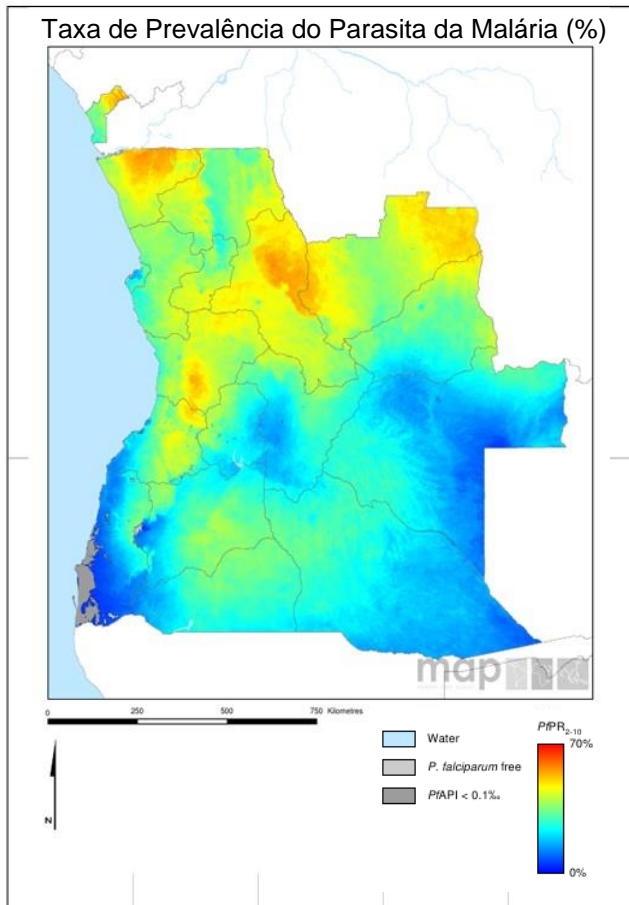 Taxa de Prevalência do Parasita da Malária (%)
map
0 250 500 750 Kilometres
Water
P. falciparum free
PfAPI < 0.1‰
PfPR2-10
70%
0%
N